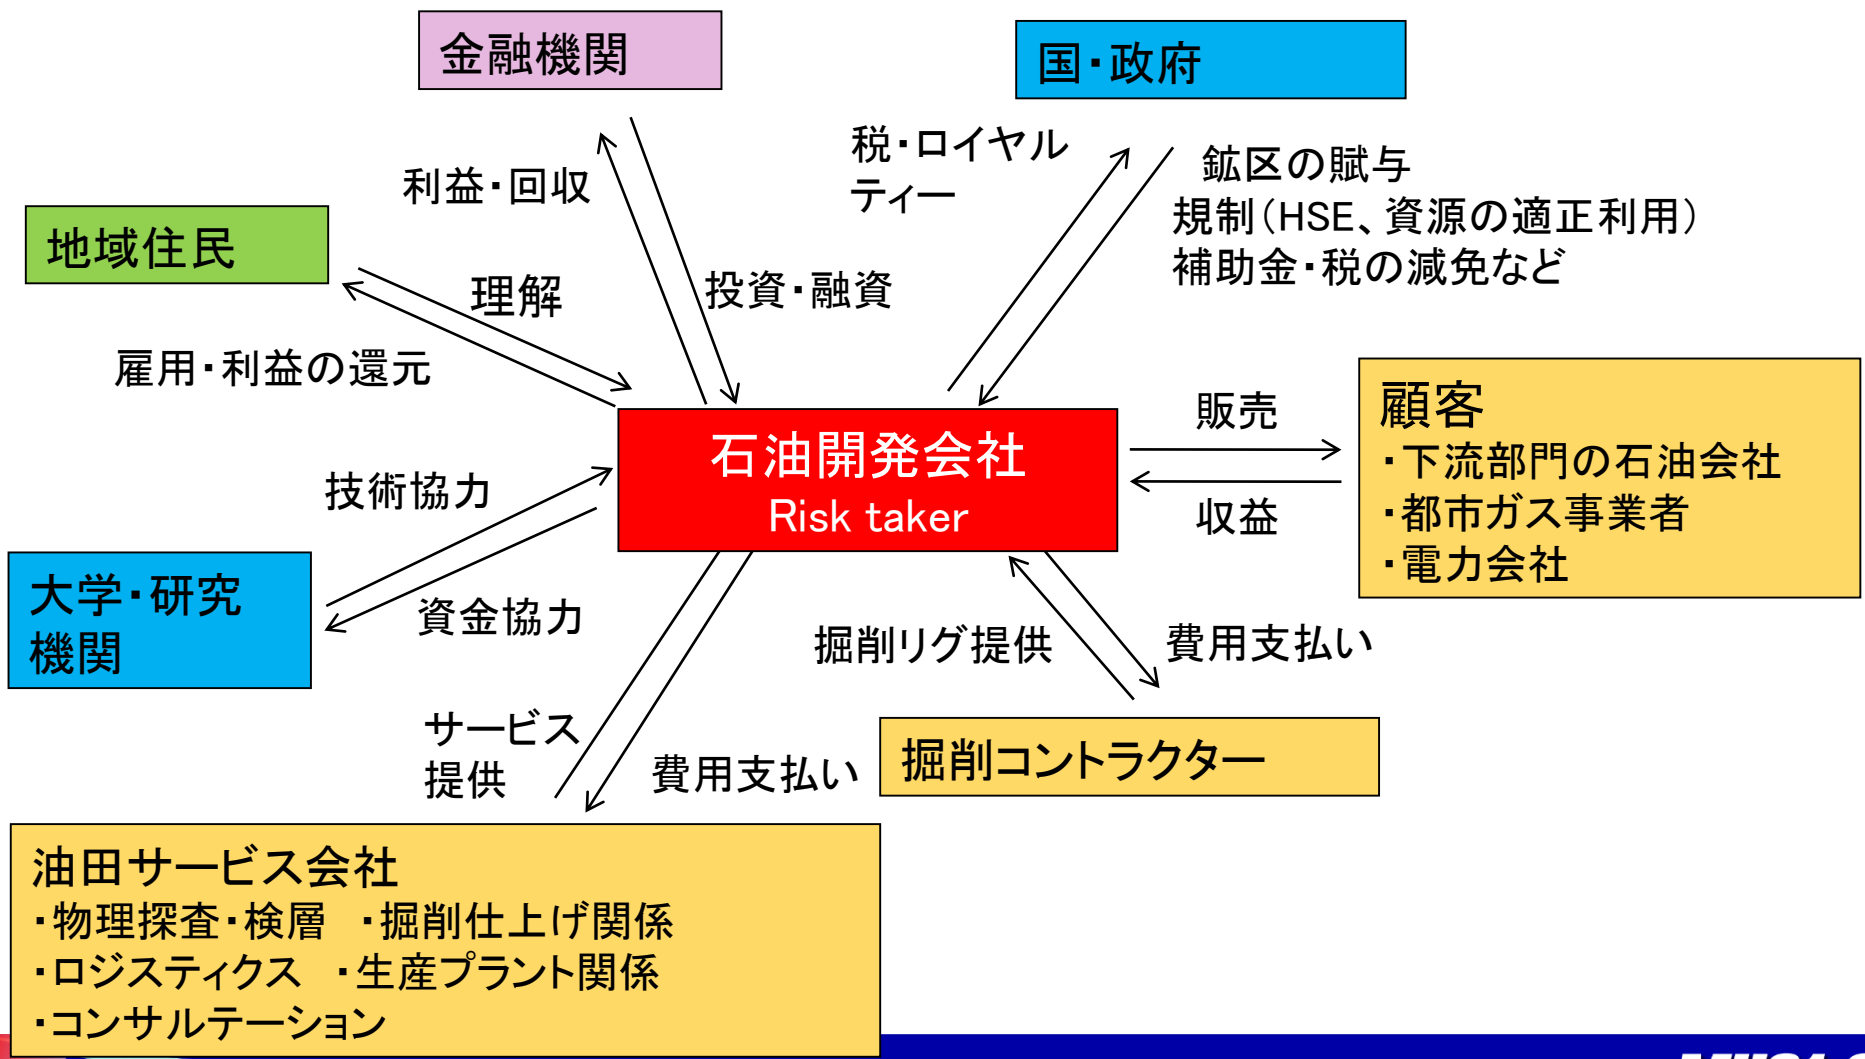 金融機関
国・政府
税・ロイヤル
ティー
鉱区の賦与
規制(HSE、資源の適正利用)
補助金・税の減免など
利益・回収
投資・融資
地域住民
理解
雇用・利益の還元
石油開発会社
Risk taker
販売
収益
顧客
・下流部門の石油会社
・都市ガス事業者
・電力会社
技術協力
資金協力
大学・研究
機関
掘削リグ提供
費用支払い
掘削コントラクター
サービス
提供
費用支払い
油田サービス会社
・物理探査・検層　・掘削仕上げ関係
・ロジスティクス　・生産プラント関係
・コンサルテーション